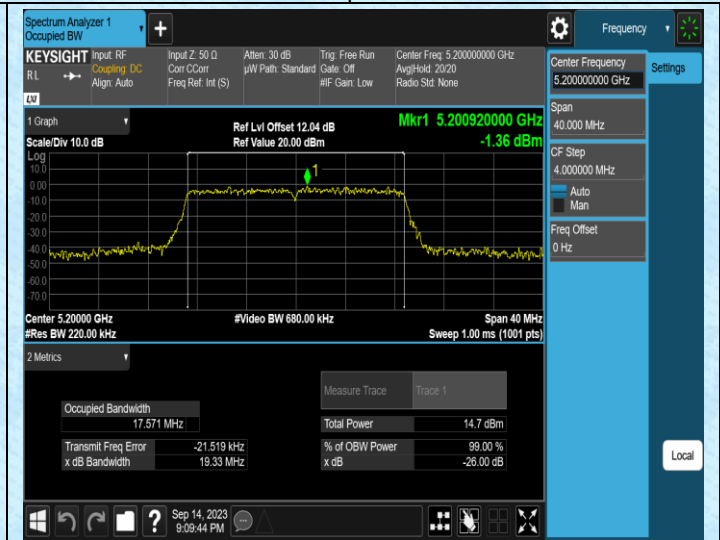 Spectrum Analyzer 1
Occupied BW
Frequency
KEYSIGHT
RL
LXI
Input: RF
Coupling: DC
Align: Auto
Input Z: 50 Ω
Corr CCorr
Freq Ref: Int (S)
Atten: 30 dB
µW Path: Standard
Trig: Free Run
Gate: Off
#IF Gain: Low
Center Freq: 5.200000000 GHz
Avg|Hold: 20/20
Radio Std: None
Center Frequency
5.200000000 GHz
Settings
Span
40.000 MHz
CF Step
4.000000 MHz
Auto
Man
Freq Offset
0 Hz
Local
1 Graph
Scale/Div 10.0 dB
Ref Lvl Offset 12.04 dB
Ref Value 20.00 dBm
Mkr1 5.200920000 GHz
-1.36 dBm
Log
10.0
0.00
-10.0
-20.0
-30.0
-40.0
-50.0
-60.0
-70.0
1
Center 5.20000 GHz
#Res BW 220.00 kHz
#Video BW 680.00 kHz
Span 40 MHz
Sweep 1.00 ms (1001 pts)
2 Metrics
Measure Trace
Trace 1
Occupied Bandwidth
17.571 MHz
Total Power
14.7 dBm
Transmit Freq Error
-21.519 kHz
% of OBW Power
99.00 %
x dB Bandwidth
19.33 MHz
x dB
-26.00 dB
Sep 14, 2023
9:09:44 PM